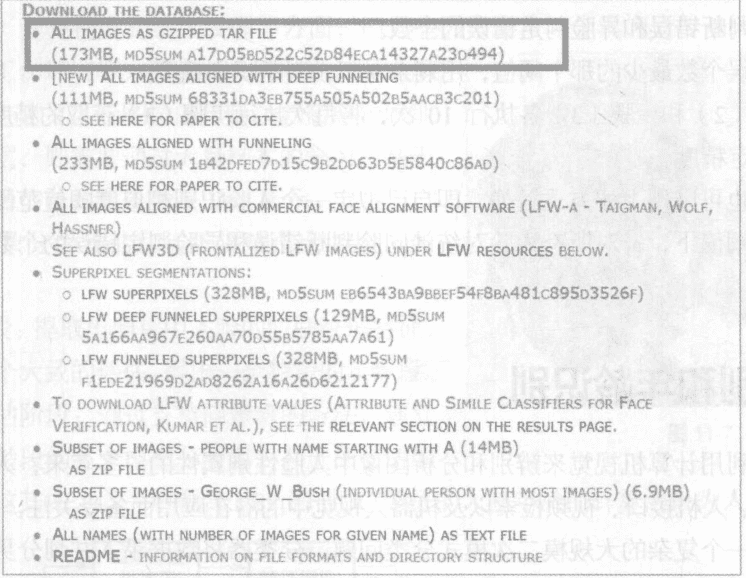 DOWNLOAD THE DATABASE:
• ALL IMAGES AS GZIPPED TAR FILE
(173MB, MD5SUM A17D05BD522C52D84ECA14327A23D494)
• [NEW] ALL IMAGES ALIGNED WITH DEEP FUNNELING
(111MB, MD5SUM 68331DA3EB755A505A502B5AACB3C201)
○ SEE HERE FOR PAPER TO CITE.
• ALL IMAGES ALIGNED WITH FUNNELING
(233MB, MD5SUM 1B42DFED7D15C9B2DD63D5E5840C86AD)
○ SEE HERE FOR PAPER TO CITE.
• ALL IMAGES ALIGNED WITH COMMERCIAL FACE ALIGNMENT SOFTWARE (LFW-A - TAIGMAN, WOLF,
HASSNER)
SEE ALSO LFW3D (FRONTALIZED LFW IMAGES) UNDER LFW RESOURCES BELOW.
• SUPERPIXEL SEGMENTATIONS:
○ LFW SUPERPIXELS (328MB, MD5SUM EB6543BA9BBEF54F8BA481C895D3526F)
○ LFW DEEP FUNNELED SUPERPIXELS (129MB, MD5SUM
5A166AA967E260AA70D55B5785AA7A61)
○ LFW FUNNELED SUPERPIXELS (328MB, MD5SUM
F1EDE21969D2AD8262A16A26D6212177)
• TO DOWNLOAD LFW ATTRIBUTE VALUES (ATTRIBUTE AND SIMILE CLASSIFIERS FOR FACE
VERIFICATION, KUMAR ET AL.), SEE THE RELEVANT SECTION ON THE RESULTS PAGE.
• SUBSET OF IMAGES - PEOPLE WITH NAME STARTING WITH A (14MB)
AS ZIP FILE
• SUBSET OF IMAGES - GEORGE_W_BUSH (INDIVIDUAL PERSON WITH MOST IMAGES) (6.9MB)
AS ZIP FILE
• ALL NAMES (WITH NUMBER OF IMAGES FOR GIVEN NAME) AS TEXT FILE
• README - INFORMATION ON FILE FORMATS AND DIRECTORY STRUCTURE